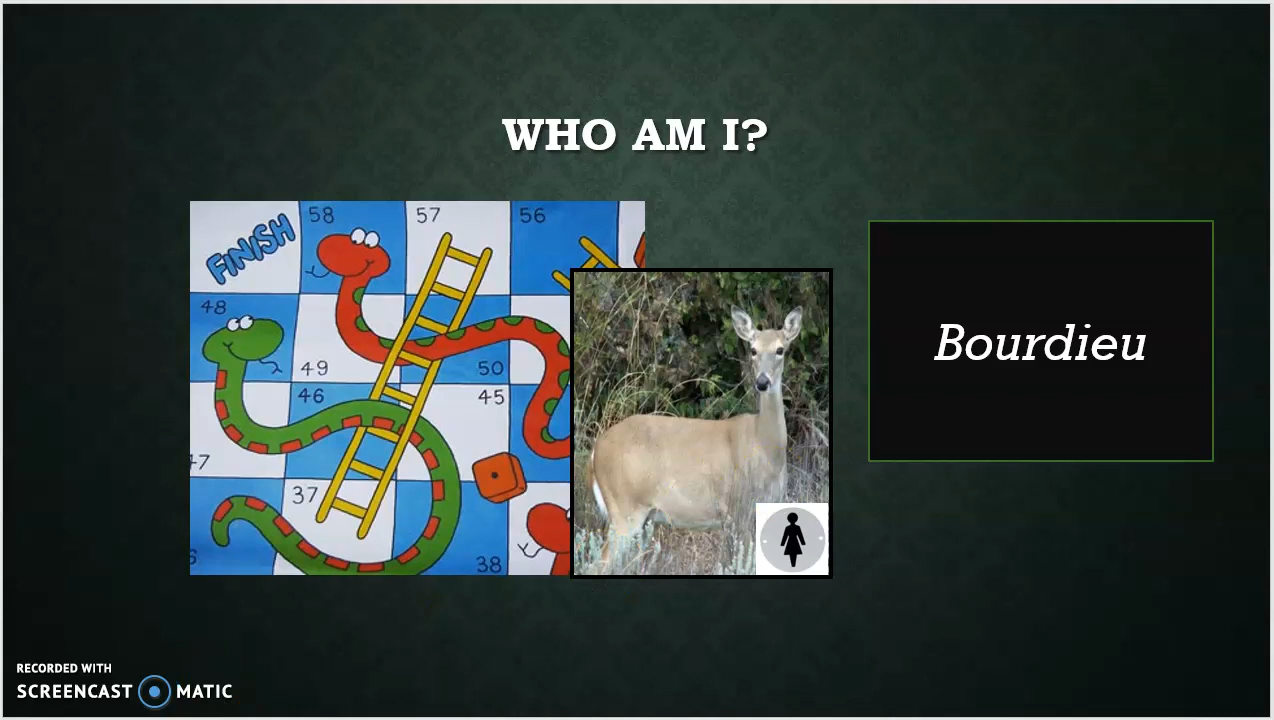 WHO AM I?
FINISH
58
57
56
48
49
50
46
45
47
37
38
Bourdieu
RECORDED WITH
SCREENCAST MATIC